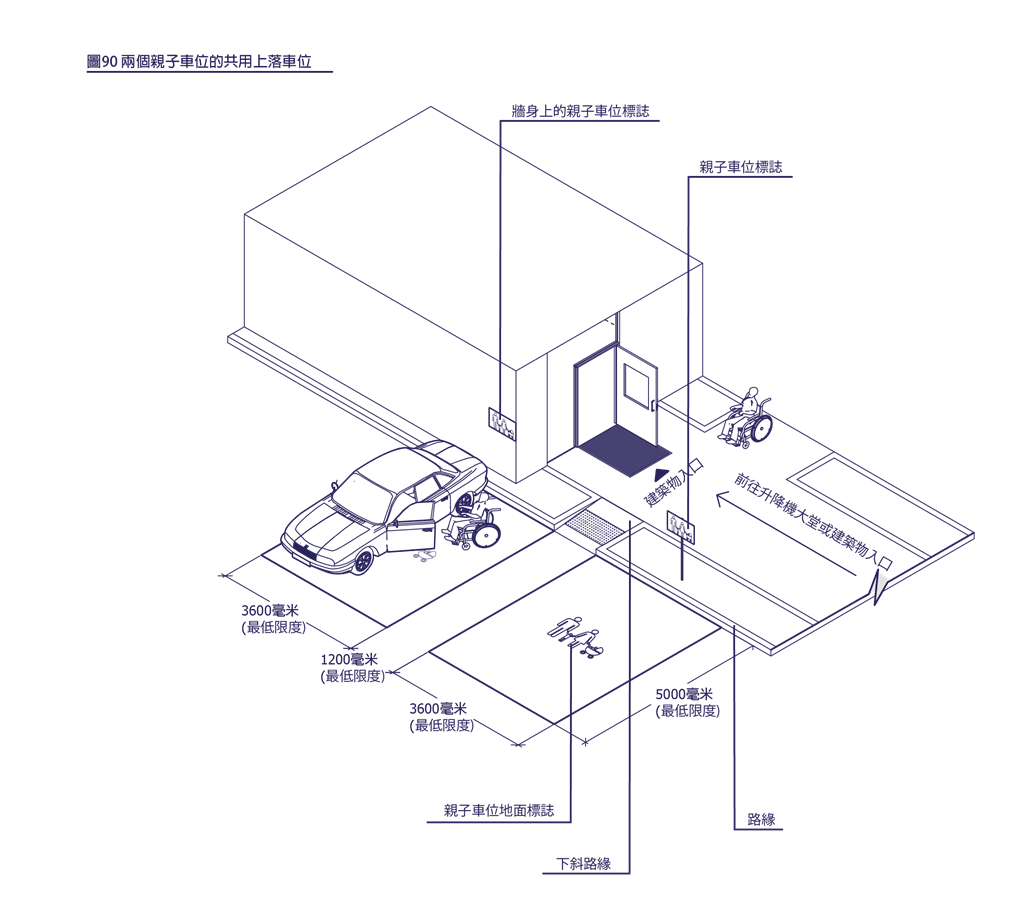 圖90 兩個親子車位的共用上落車位
牆身上的親子車位標誌
親子車位標誌
建築物入口
前往升降機大堂或建築物入口
3600毫米
(最低限度)
1200毫米
(最低限度)
3600毫米
(最低限度)
5000毫米
(最低限度)
親子車位地面標誌
路緣
下斜路緣